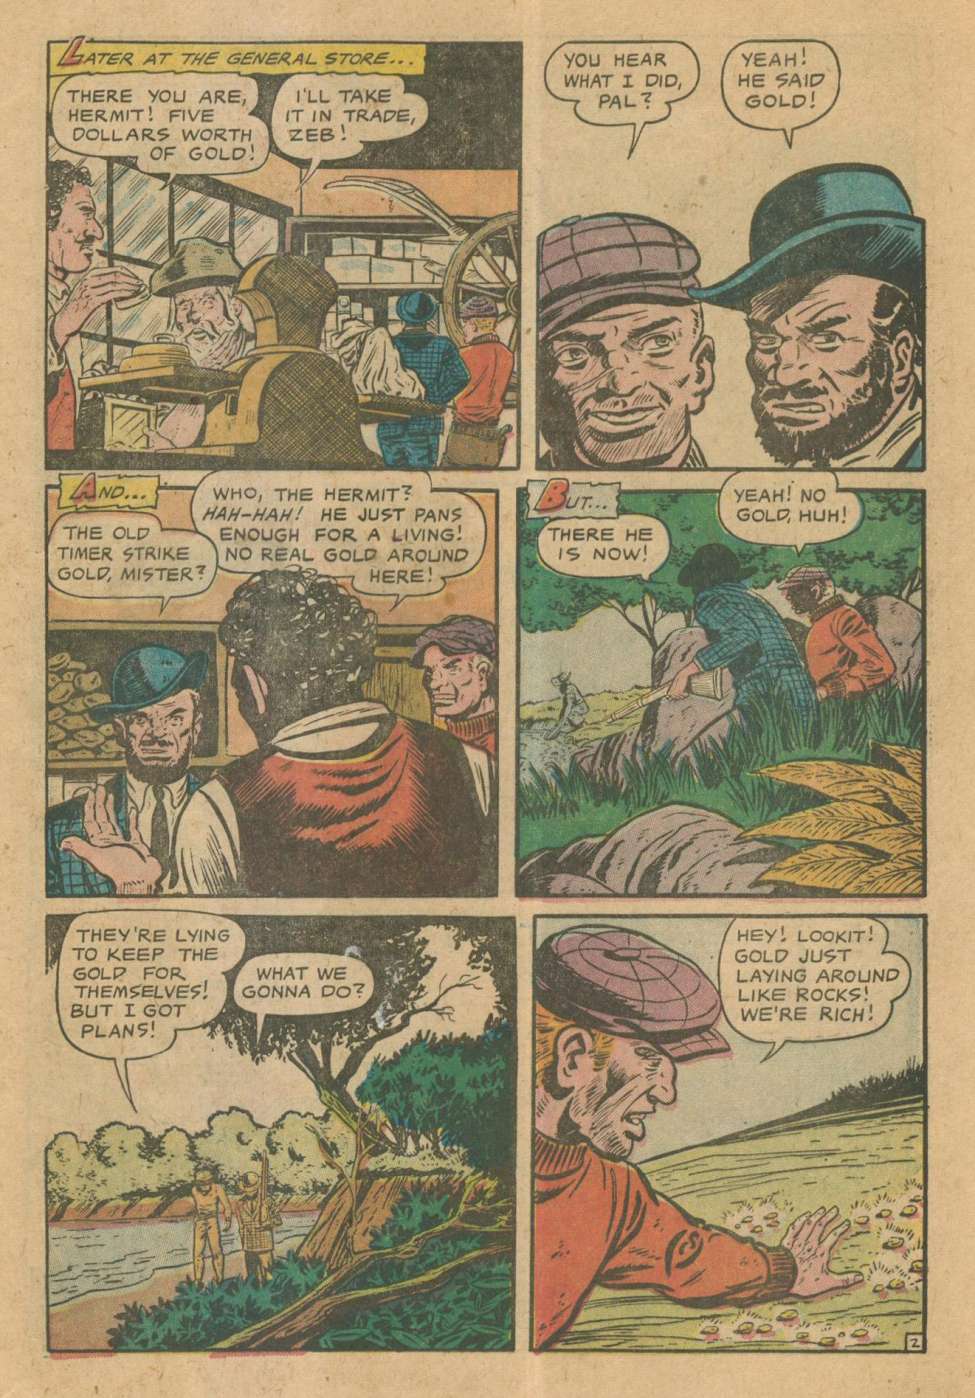 LATER AT THE GENERAL STORE...
THERE YOU ARE,
HERMIT! FIVE
DOLLARS WORTH
OF GOLD!
I'LL TAKE
IT IN TRADE,
ZEB!
YOU HEAR
WHAT I DID,
PAL?
YEAH!
HE SAID
GOLD!
AND...
THE OLD
TIMER STRIKE
GOLD, MISTER?
WHO, THE HERMIT?
HAH-HAH! HE JUST PANS
ENOUGH FOR A LIVING!
NO REAL GOLD AROUND
HERE!
BUT...
THERE HE
IS NOW!
YEAH! NO
GOLD, HUH!
THEY'RE LYING
TO KEEP THE
GOLD FOR
THEMSELVES!
BUT I GOT
PLANS!
WHAT WE
GONNA DO?
HEY! LOOKIT!
GOLD JUST
LAYING AROUND
LIKE ROCKS!
WE'RE RICH!
2